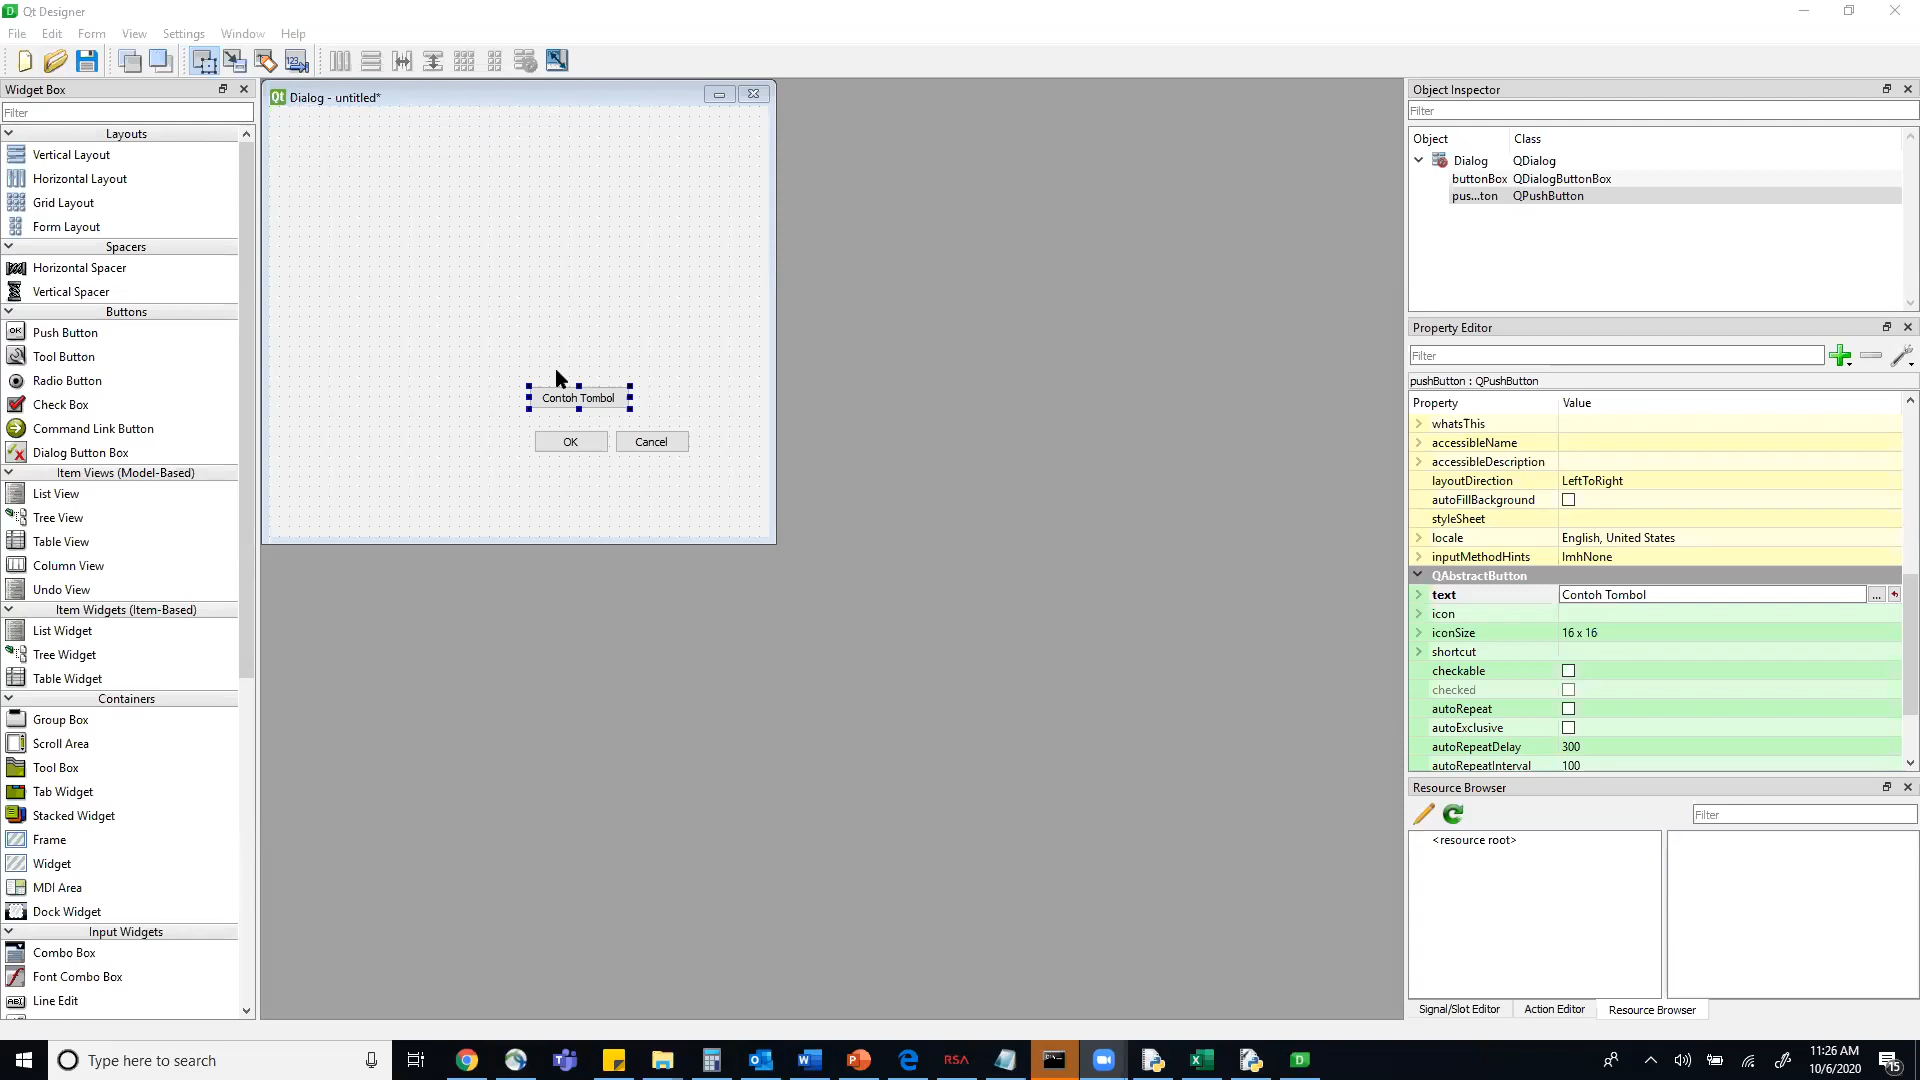 Qt Designer
File Edit Form View Settings Window Help
Widget Box
Filter
Layouts
Vertical Layout
Horizontal Layout
Grid Layout
Form Layout
Spacers
Horizontal Spacer
Vertical Spacer
Buttons
Push Button
Tool Button
Radio Button
Check Box
Command Link Button
Dialog Button Box
Item Views (Model-Based)
List View
Tree View
Table View
Column View
Undo View
Item Widgets (Item-Based)
List Widget
Tree Widget
Table Widget
Containers
Group Box
Scroll Area
Tool Box
Tab Widget
Stacked Widget
Frame
Widget
MDI Area
Dock Widget
Input Widgets
Combo Box
Font Combo Box
Line Edit
Dialog - untitled*
Contoh Tombol
OK Cancel
Object Inspector
Filter
Object Class
Dialog QDialog
buttonBox QDialogButtonBox
pus...ton QPushButton
Property Editor
Filter
pushButton : QPushButton
Property Value
whatsThis
accessibleName
accessibleDescription
layoutDirection LeftToRight
autoFillBackground
styleSheet
locale English, United States
inputMethodHints ImhNone
QAbstractButton
text Contoh Tombol ...
icon
iconSize 16 x 16
shortcut
checkable
checked
autoRepeat
autoExclusive
autoRepeatDelay 300
autoRepeatInterval 100
Resource Browser
Filter
<resource root>
Signal/Slot Editor Action Editor Resource Browser
Type here to search
RSA
11:26 AM
10/6/2020
15